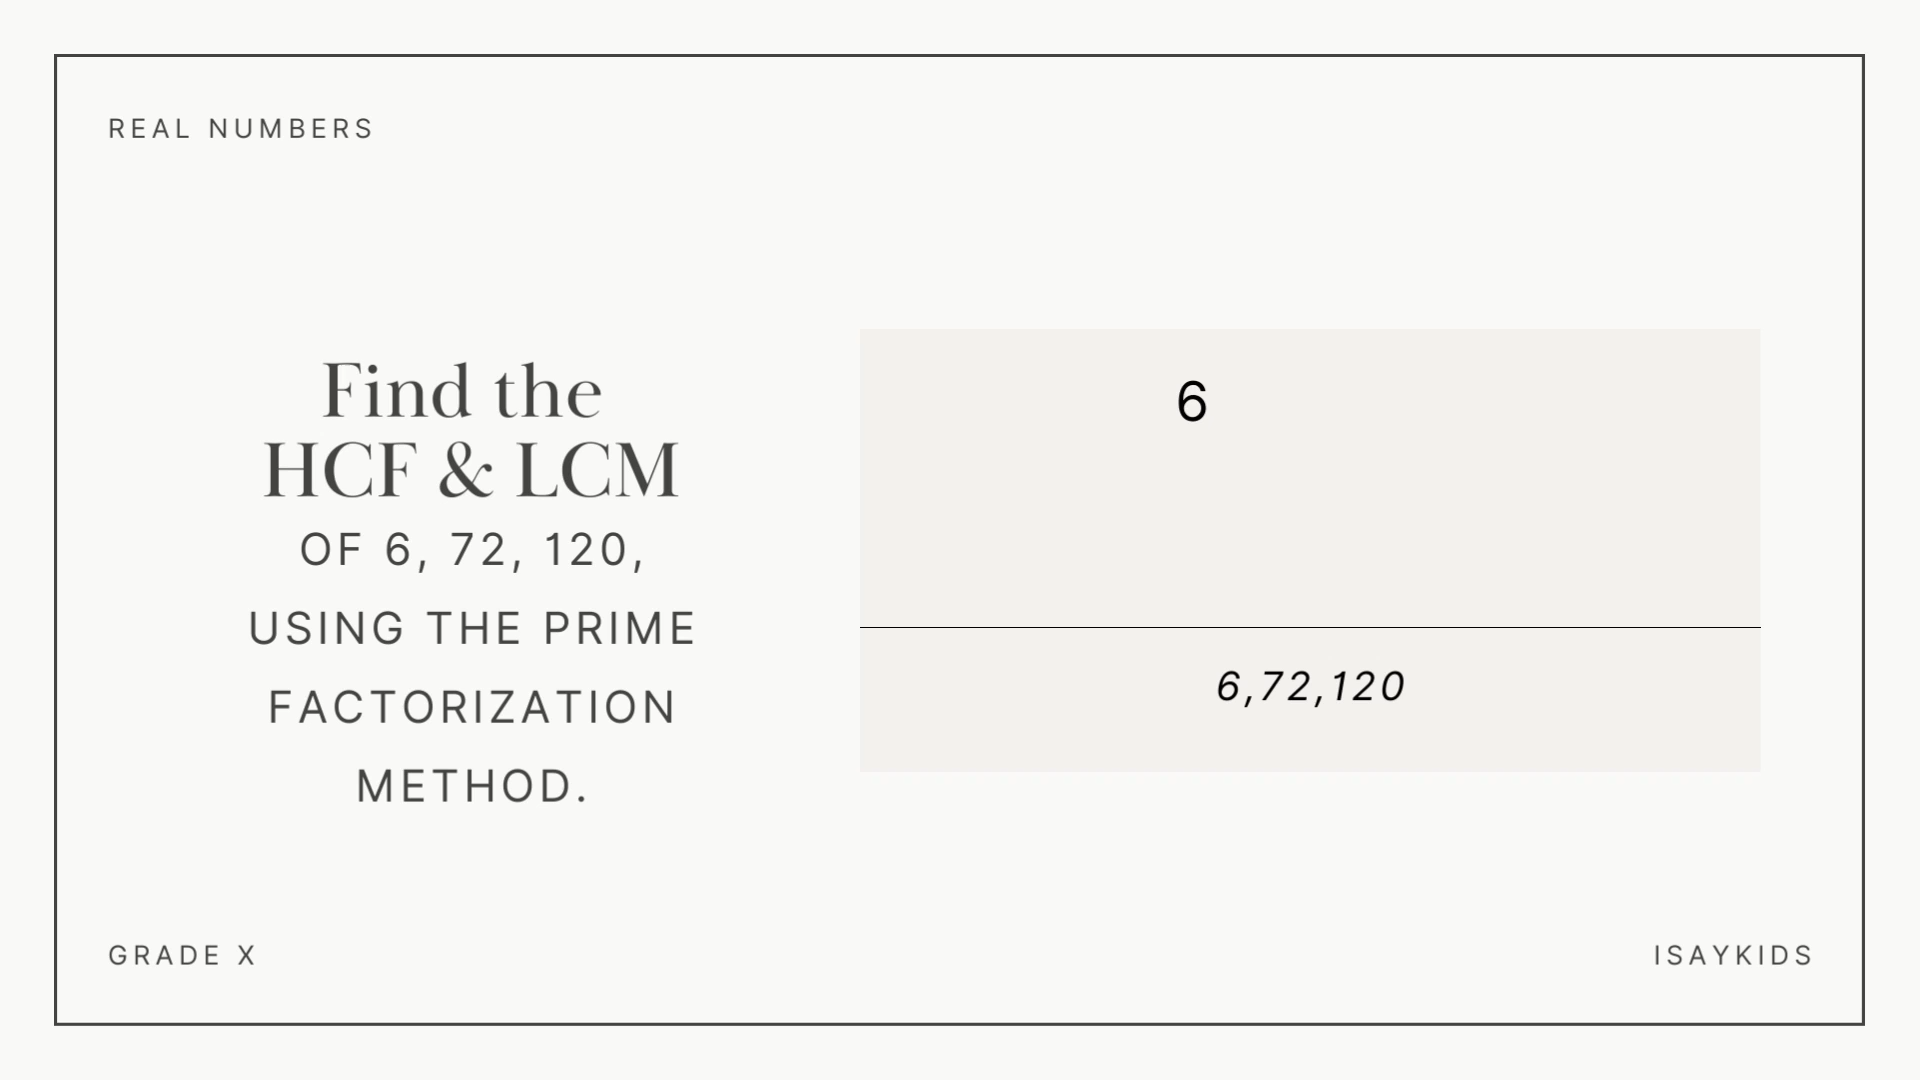 REAL NUMBERS
Find the
HCF & LCM
OF 6, 72, 120,
USING THE PRIME
FACTORIZATION
METHOD.
6
6,72,120
GRADE X
ISAYKIDS